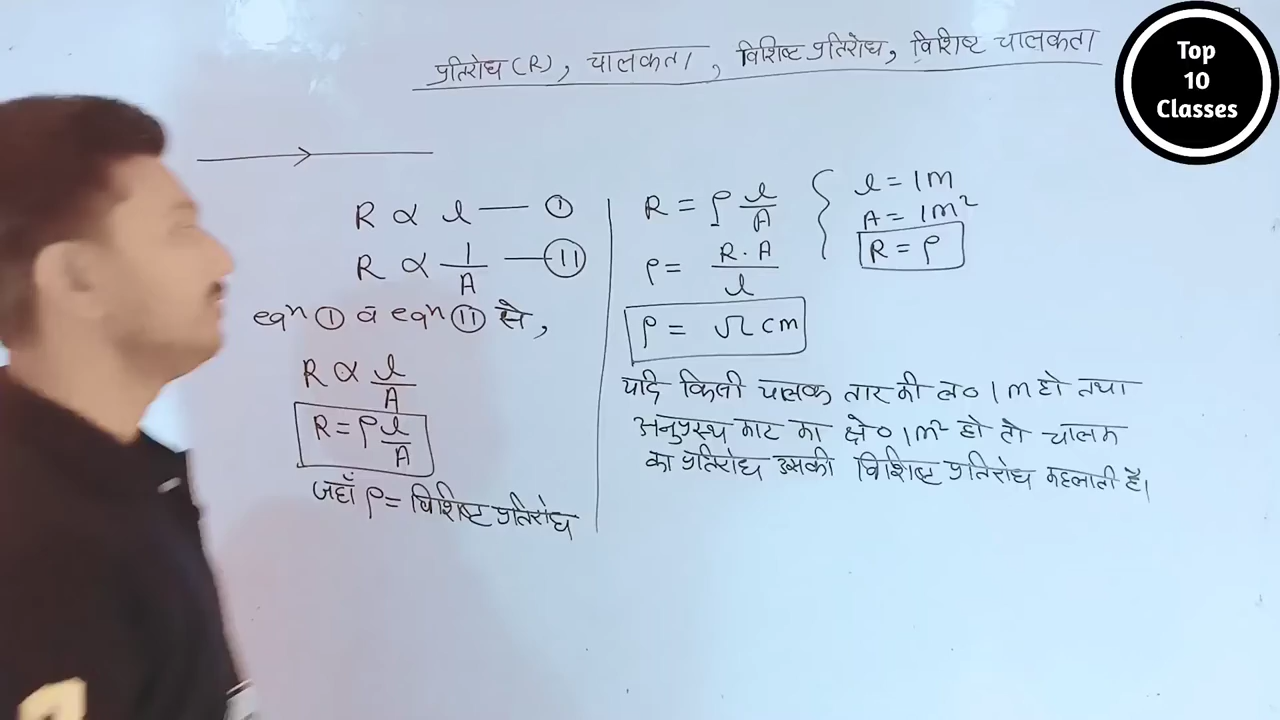 प्रतिरोध (R), चालकता, विशिष्ट प्रतिरोध, विशिष्ट चालकता
Top
10
Classes
R ∝ l — ①
R ∝ 1/A — ⑪
eqⁿ ① व eqⁿ ⑪ से,
R ∝ l/A
R = ρ l/A
जहाँ ρ = विशिष्ट प्रतिरोध
R = ρ l/A
ρ = R·A/l
ρ = Ω cm
l = 1m
A = 1m²
R = ρ
यदि किसी चालक तार की ल० 1m हो तथा
अनुप्रस्थ काट का क्षे० 1m² हो तो चालक
का प्रतिरोध उसकी विशिष्ट प्रतिरोध कहलाती है।